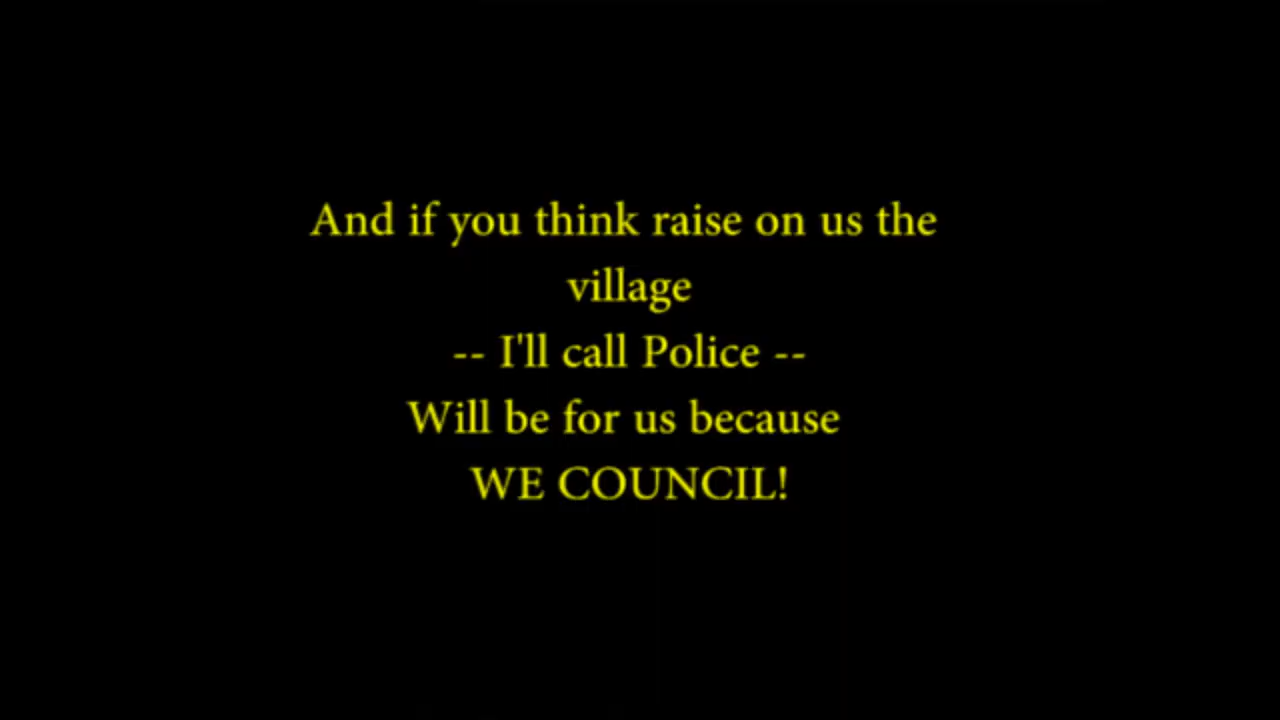 And if you think raise on us the
village
-- I'll call Police --
Will be for us because
WE COUNCIL!